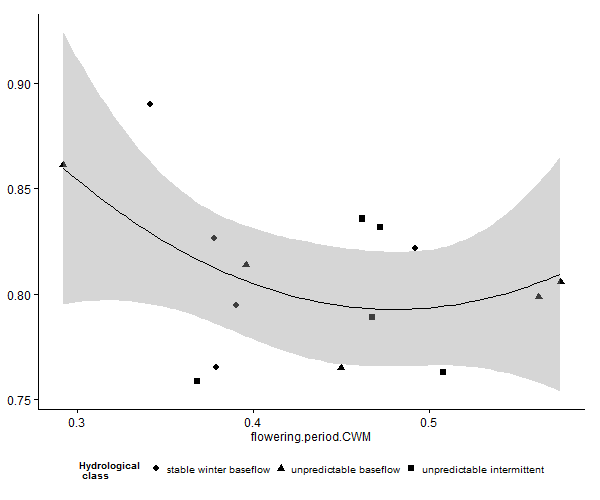 0.90
0.85
0.80
0.75
0.3 0.4 0.5
flowering.period.CWM
Hydrological
class
stable winter baseflow unpredictable baseflow unpredictable intermittent